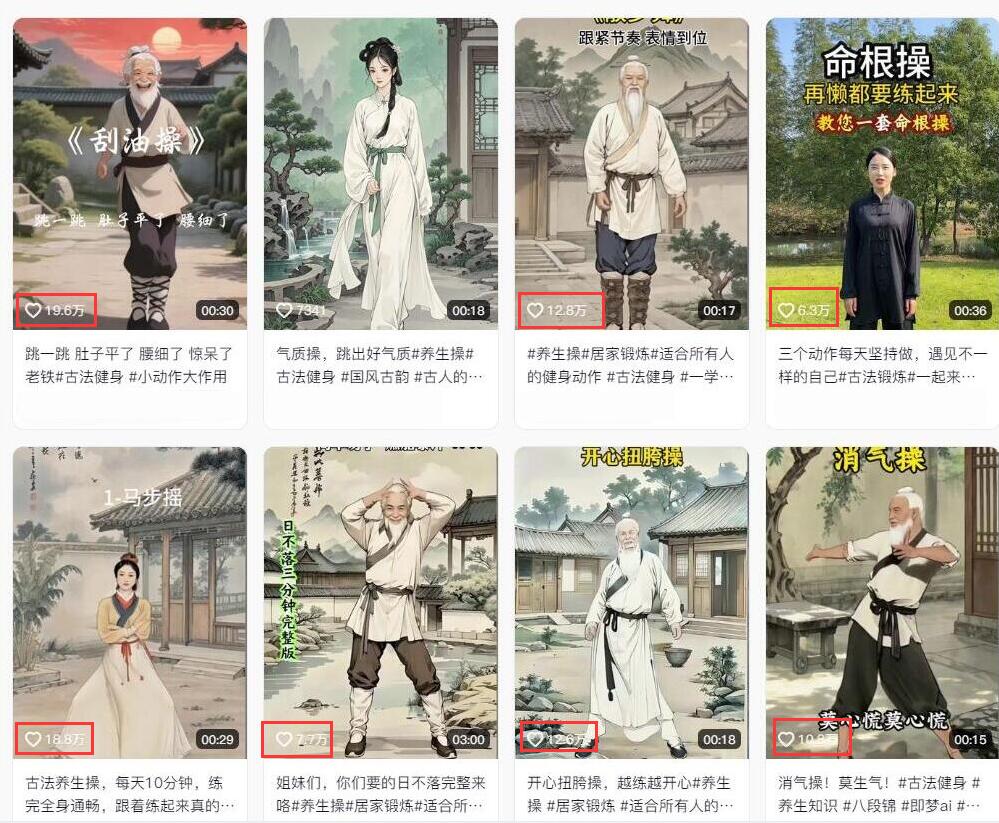 《刮油操》
跳一跳 肚子平了 腰细了
19.6万
00:30
跳一跳 肚子平了 腰细了 惊呆了
老铁#古法健身 #小动作大作用
7341
00:18
气质操，跳出好气质#养生操#
古法健身 #国风古韵 #古人的…
跟紧节奏 表情到位
12.8万
00:17
#养生操#居家锻炼#适合所有人
的健身动作 #古法健身 #一学…
命根操
再懒都要练起来
教您一套命根操
6.3万
00:36
三个动作每天坚持做，遇见不一
样的自己#古法锻炼#一起来…
1-马步摇
18.8万
00:29
古法养生操，每天10分钟，练
完全身通畅，跟着练起来真的…
日不落三分钟完整版
7.7万
03:00
姐妹们，你们要的日不落完整来
咯#养生操#居家锻炼#适合所…
开心扭胯操
12.6万
00:18
开心扭胯操，越练越开心#养生
操 #居家锻炼 #适合所有人的…
消气操
莫心慌莫心慌
10.8万
00:15
消气操！莫生气！#古法健身 #
养生知识 #八段锦 #即梦ai #…